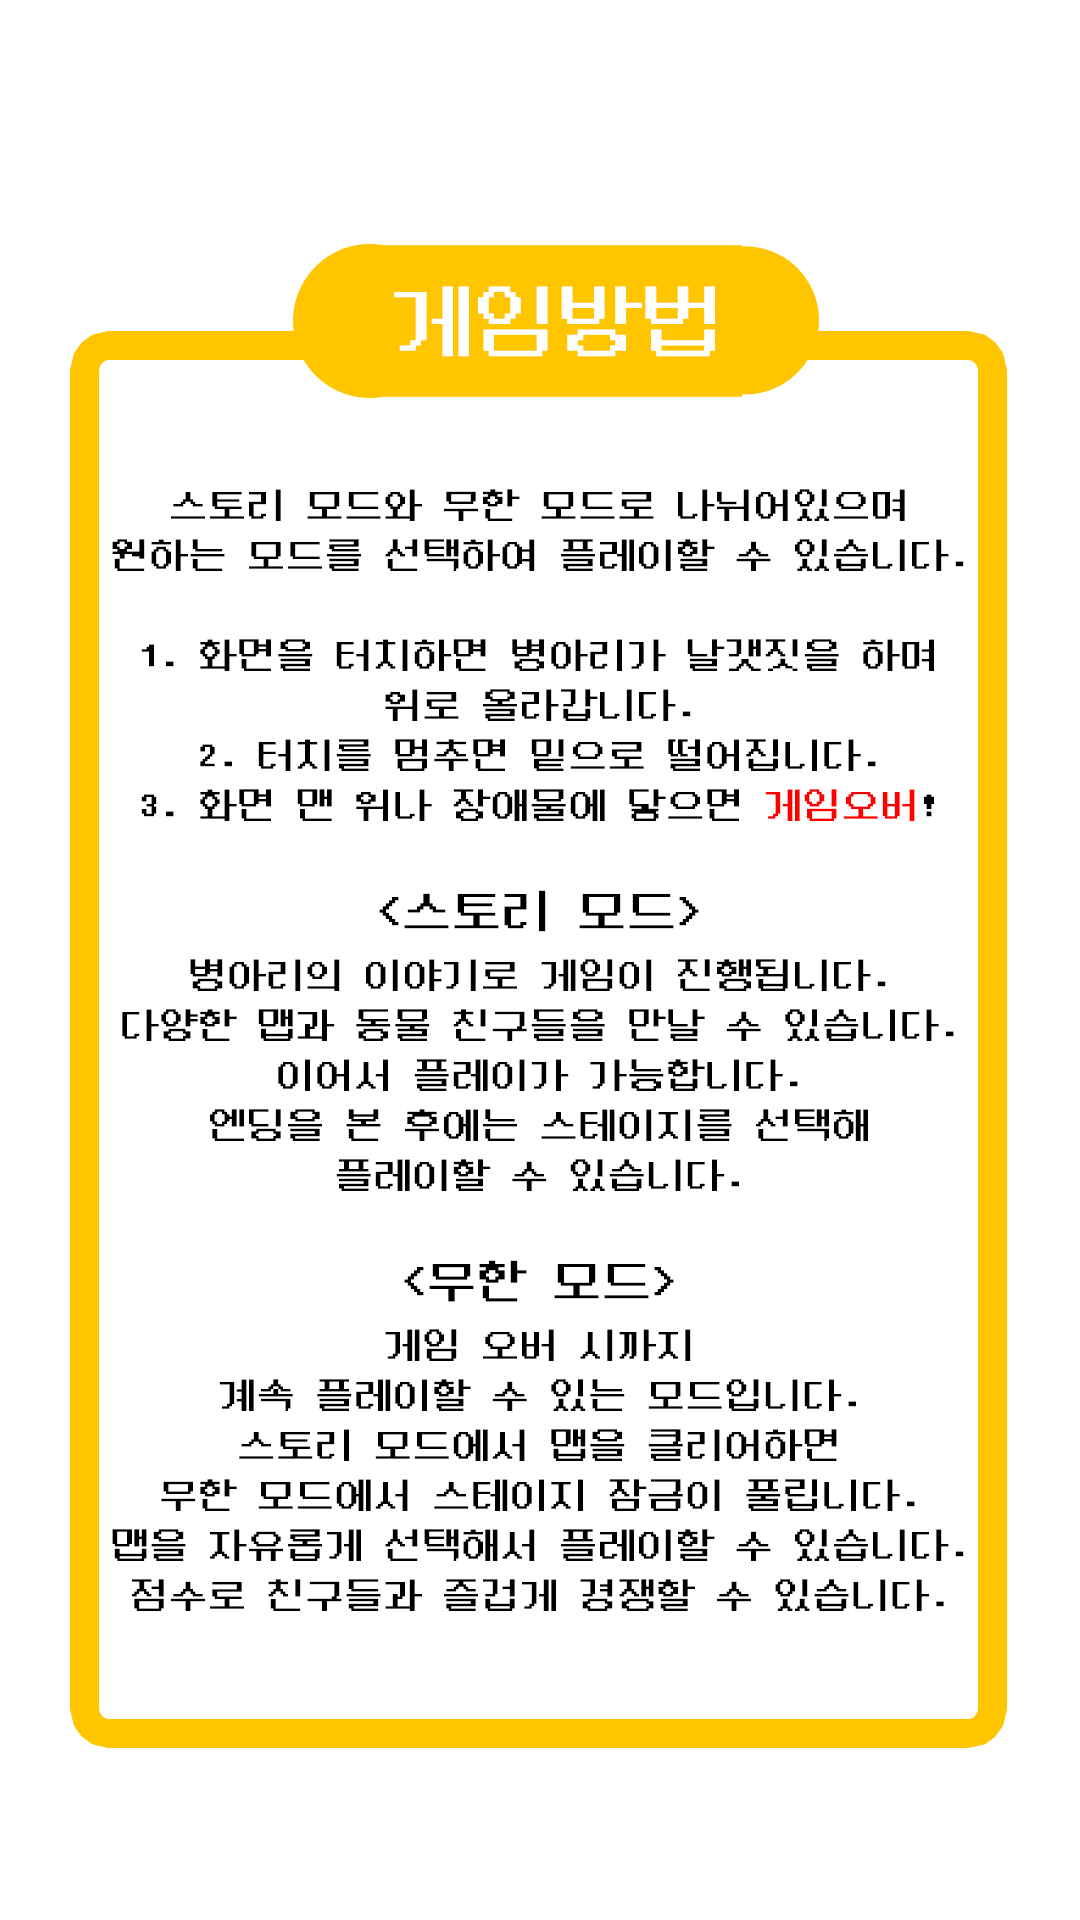 게임방법
스토리 모드와 무한 모드로 나뉘어있으며
원하는 모드를 선택하여 플레이할 수 있습니다.
1. 화면을 터치하면 병아리가 날갯짓을 하며
위로 올라갑니다.
2. 터치를 멈추면 밑으로 떨어집니다.
3. 화면 맨 위나 장애물에 닿으면 게임오버!
<스토리 모드>
병아리의 이야기로 게임이 진행됩니다.
다양한 맵과 동물 친구들을 만날 수 있습니다.
이어서 플레이가 가능합니다.
엔딩을 본 후에는 스테이지를 선택해
플레이할 수 있습니다.
<무한 모드>
게임 오버 시까지
계속 플레이할 수 있는 모드입니다.
스토리 모드에서 맵을 클리어하면
무한 모드에서 스테이지 잠금이 풀립니다.
맵을 자유롭게 선택해서 플레이할 수 있습니다.
점수로 친구들과 즐겁게 경쟁할 수 있습니다.